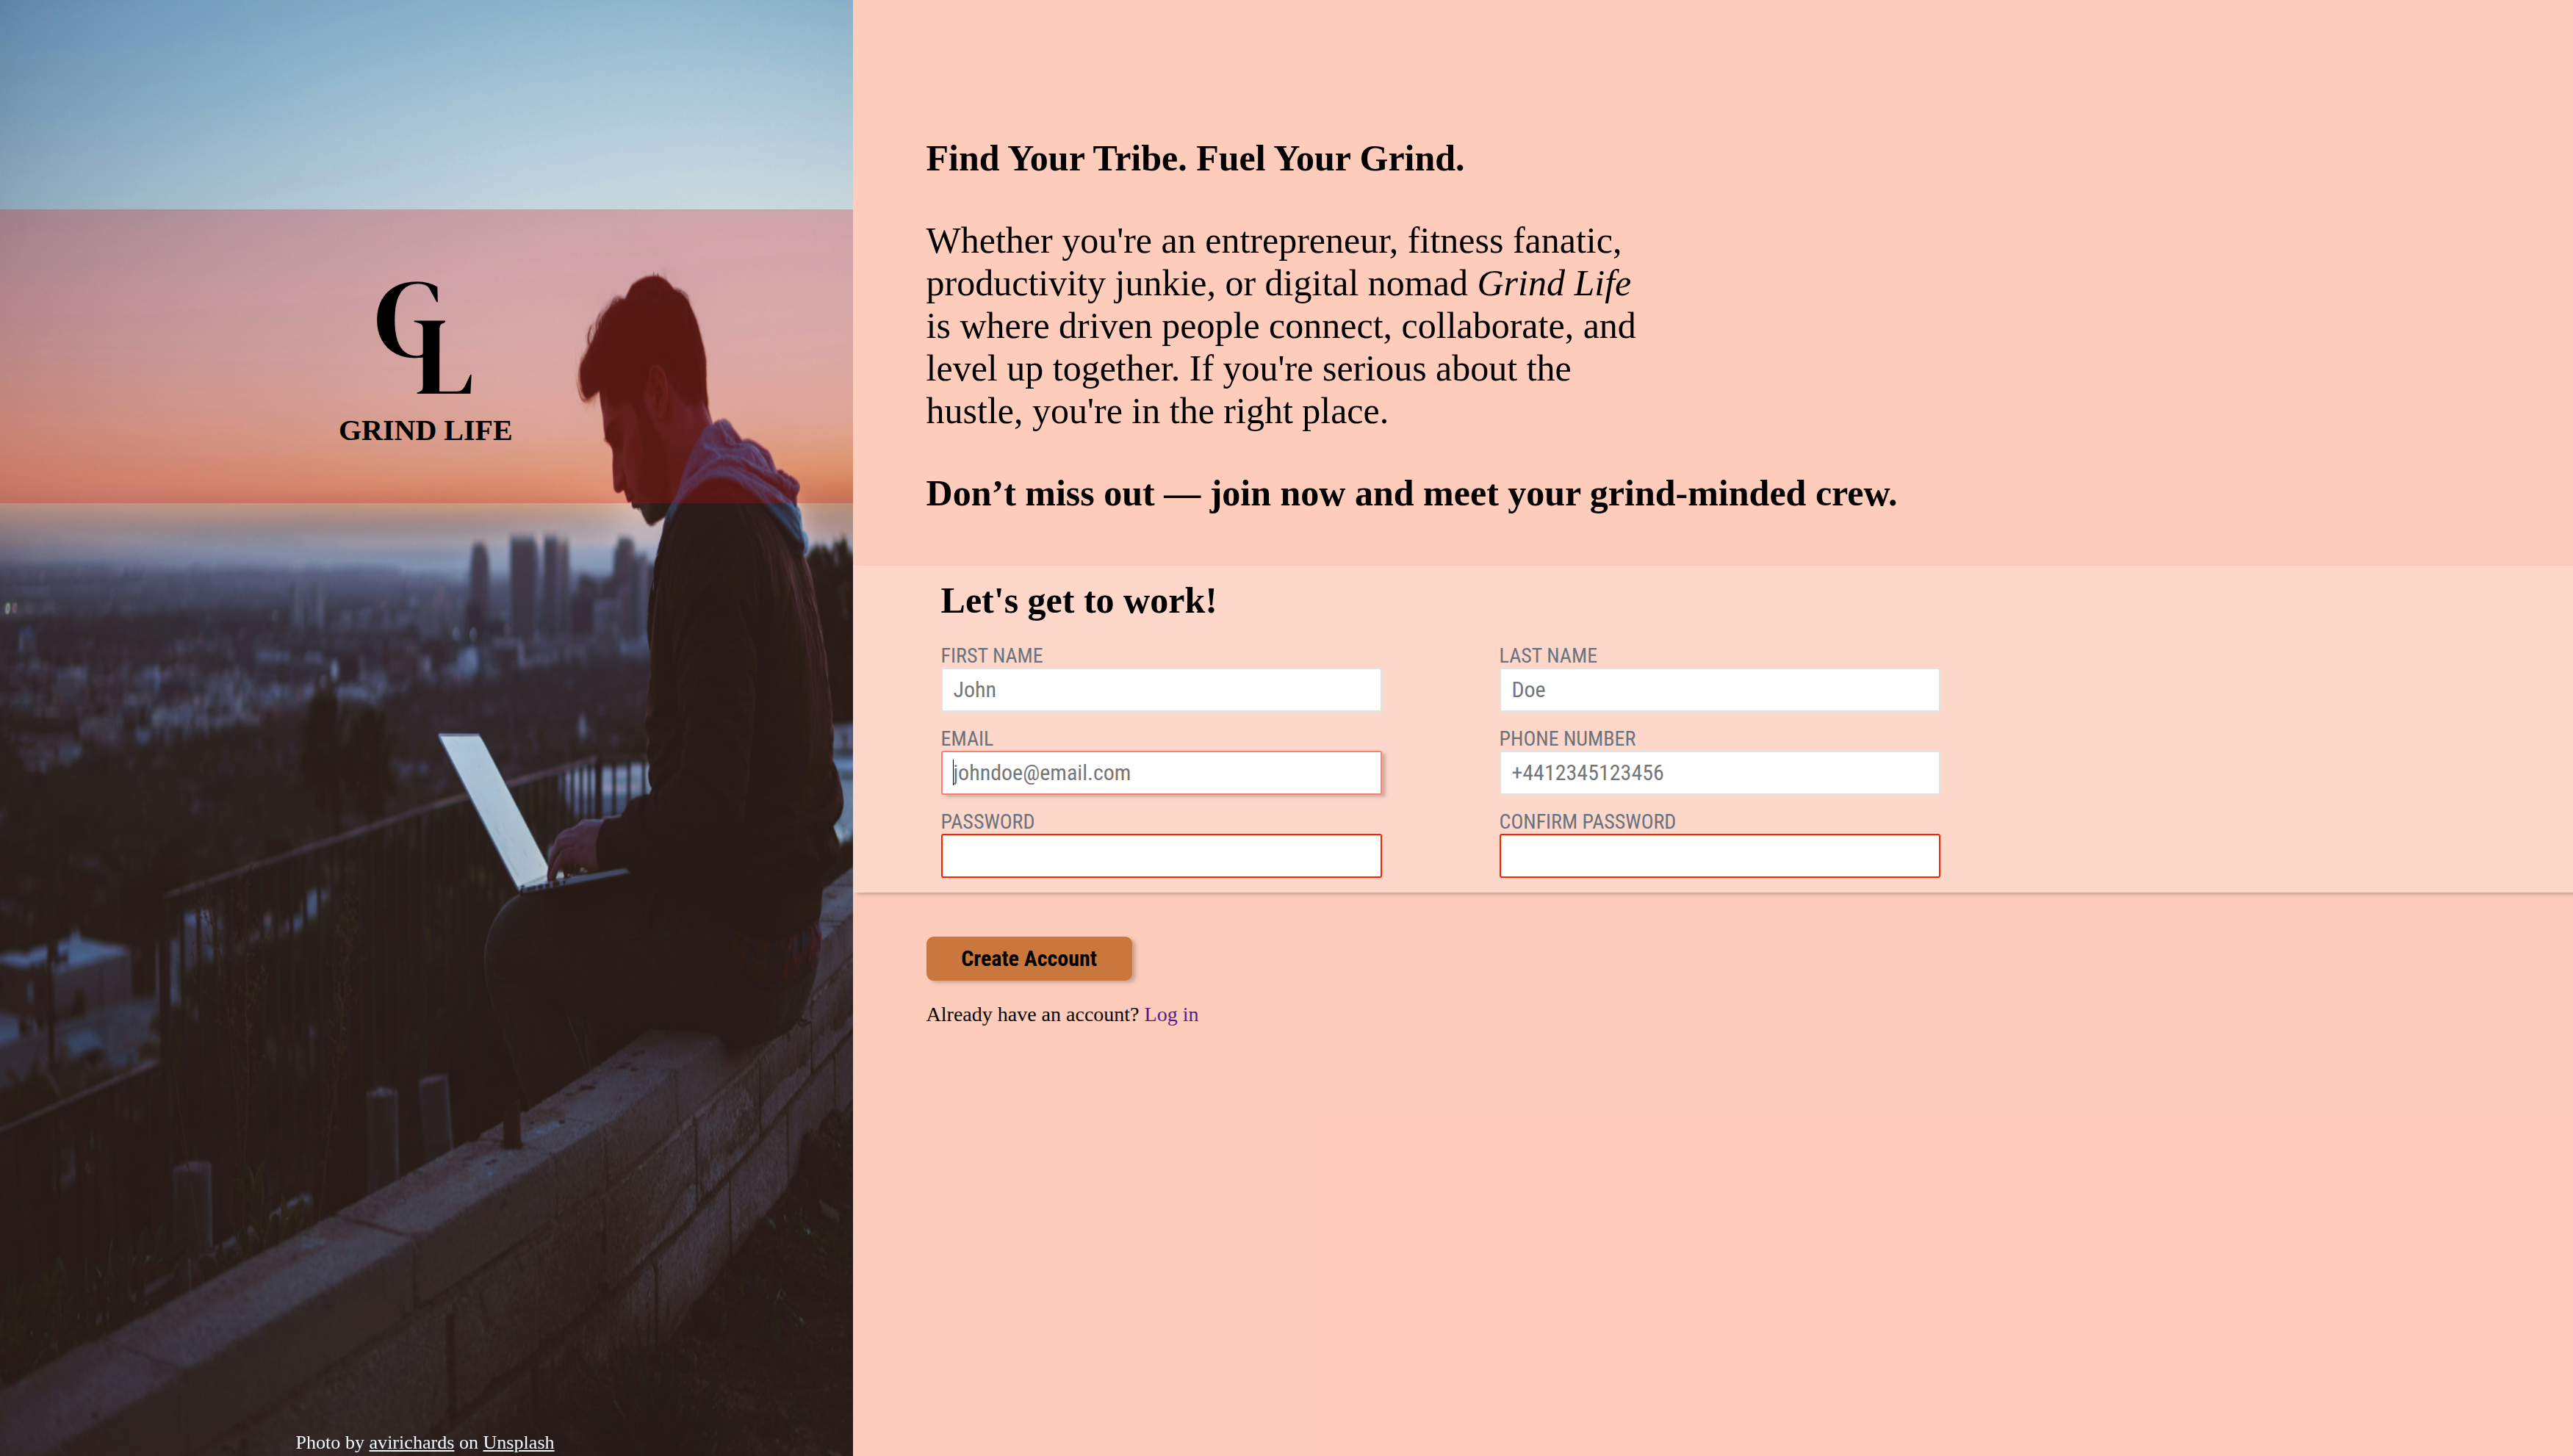 GL
GRIND LIFE
Photo by avirichards on Unsplash
Find Your Tribe. Fuel Your Grind.
Whether you're an entrepreneur, fitness fanatic,
productivity junkie, or digital nomad Grind Life
is where driven people connect, collaborate, and
level up together. If you're serious about the
hustle, you're in the right place.
Don’t miss out — join now and meet your grind-minded crew.
Let's get to work!
FIRST NAME
John
LAST NAME
Doe
EMAIL
johndoe@email.com
PHONE NUMBER
+4412345123456
PASSWORD
CONFIRM PASSWORD
Create Account
Already have an account? Log in